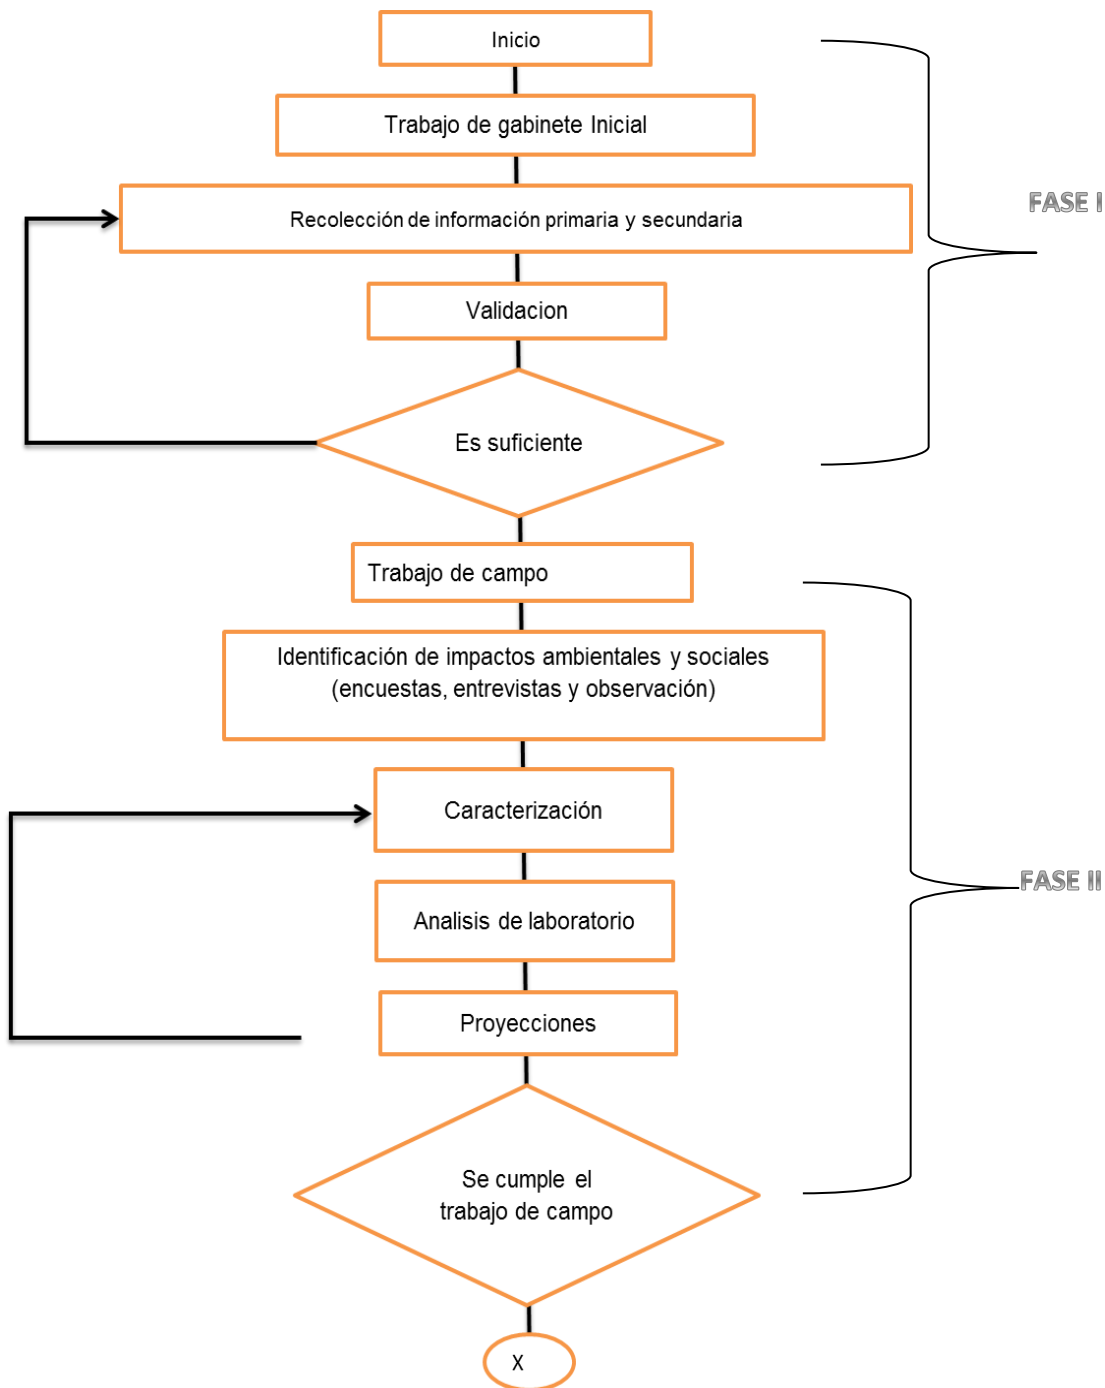 Inicio
Trabajo de gabinete Inicial
FASE I
Recolección de información primaria y secundaria
Validacion
Es suficiente
Trabajo de campo
Identificación de impactos ambientales y sociales
(encuestas, entrevistas y observación)
Caracterización
FASE II
Analisis de laboratorio
Proyecciones
Se cumple el
trabajo de campo
X